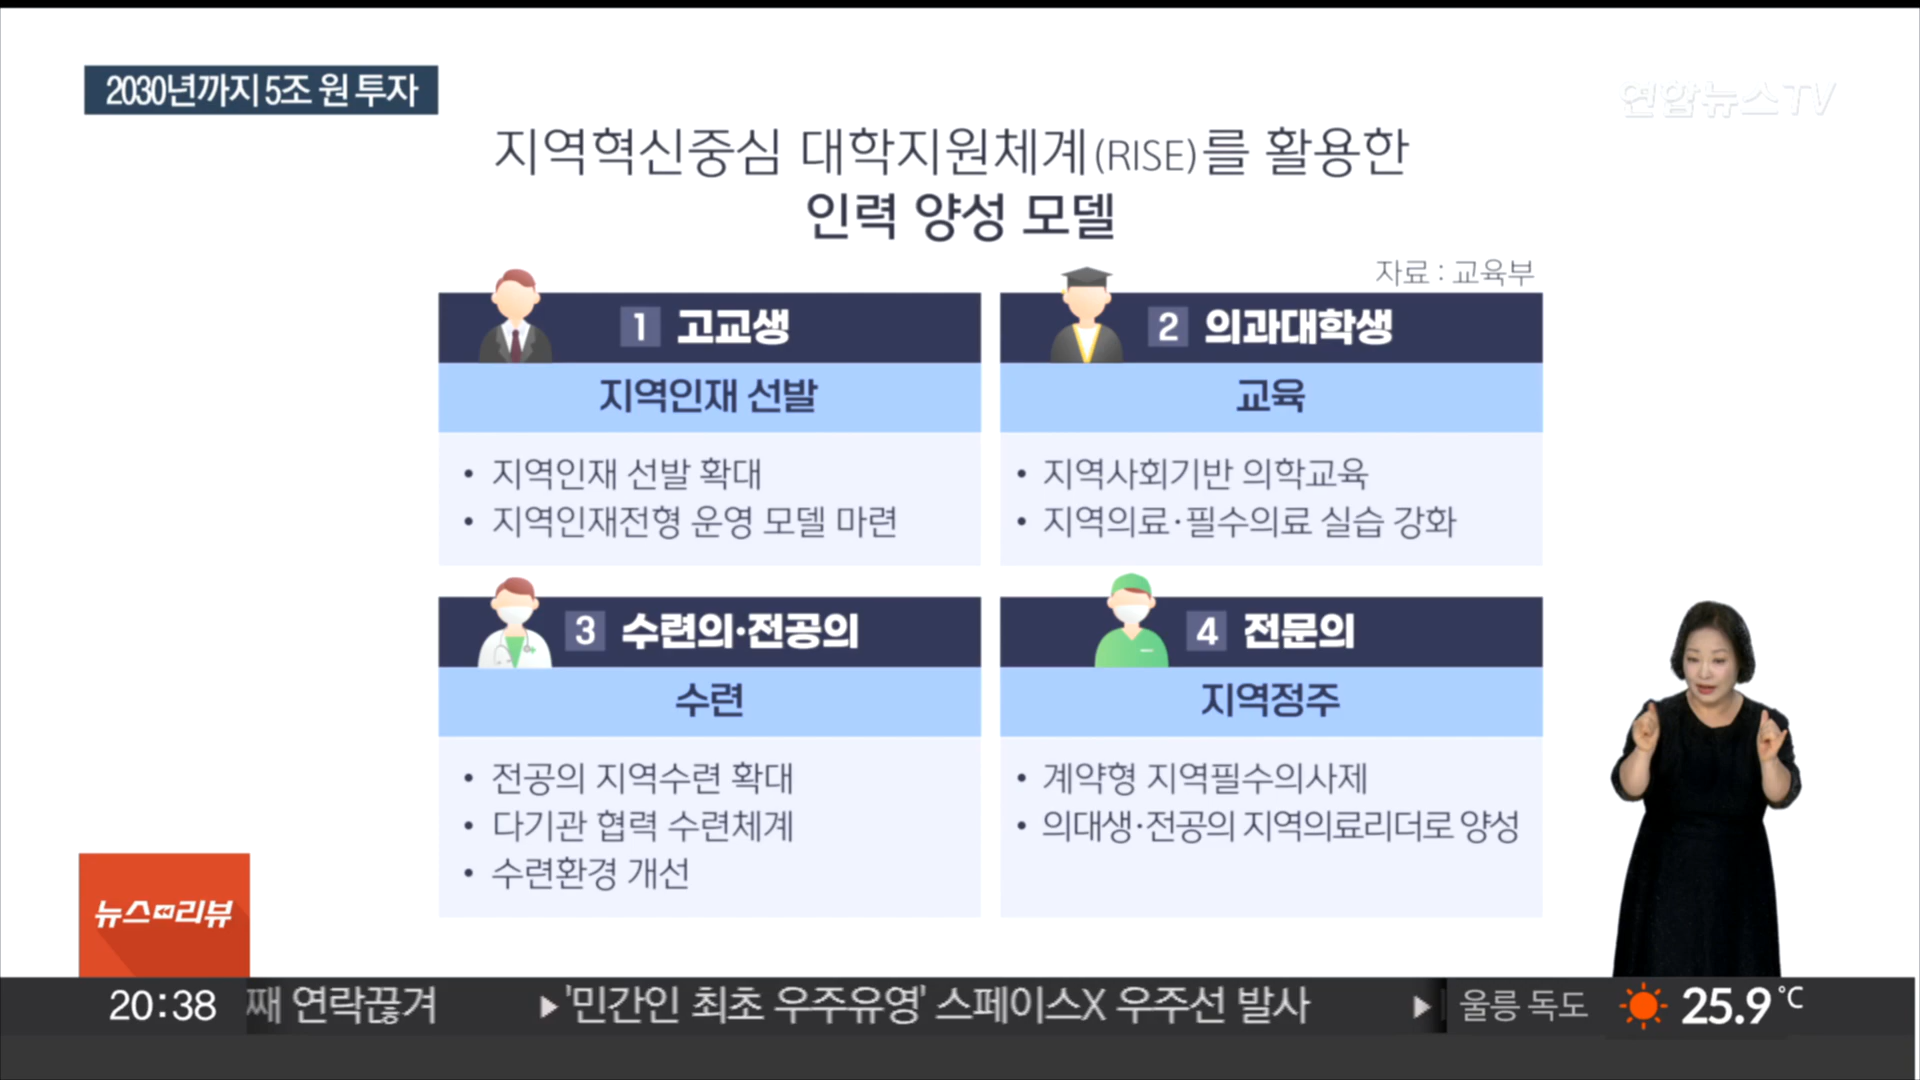 2030년까지 5조 원 투자
연합뉴스TV
지역혁신중심 대학지원체계(RISE)를 활용한
인력 양성 모델
자료 : 교육부
1 고교생
지역인재 선발
• 지역인재 선발 확대
• 지역인재전형 운영 모델 마련
2 의과대학생
교육
• 지역사회기반 의학교육
• 지역의료·필수의료 실습 강화
3 수련의·전공의
수련
• 전공의 지역수련 확대
• 다기관 협력 수련체계
• 수련환경 개선
4 전문의
지역정주
• 계약형 지역필수의사제
• 의대생·전공의 지역의료리더로 양성
뉴스리뷰
20:38 째 연락끊겨 ▶'민간인 최초 우주유영' 스페이스X 우주선 발사 ▶ 울릉 독도 25.9℃